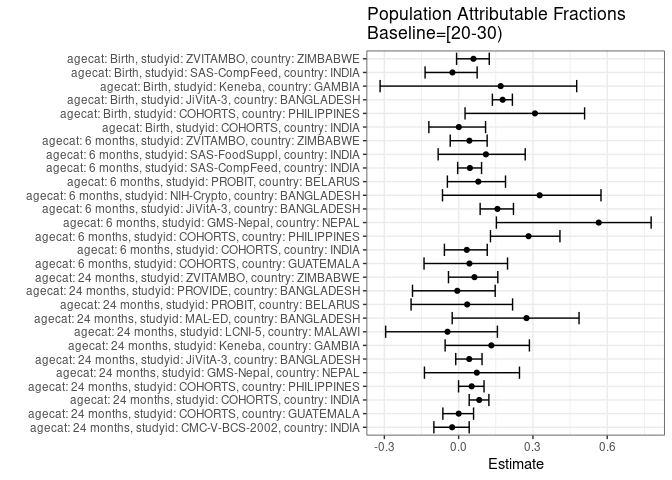 Population Attributable Fractions
Baseline=[20-30)
agecat: Birth, studyid: ZVITAMBO, country: ZIMBABWE
agecat: Birth, studyid: SAS-CompFeed, country: INDIA
agecat: Birth, studyid: Keneba, country: GAMBIA
agecat: Birth, studyid: JiVitA-3, country: BANGLADESH
agecat: Birth, studyid: COHORTS, country: PHILIPPINES
agecat: Birth, studyid: COHORTS, country: INDIA
agecat: 6 months, studyid: ZVITAMBO, country: ZIMBABWE
agecat: 6 months, studyid: SAS-FoodSuppl, country: INDIA
agecat: 6 months, studyid: SAS-CompFeed, country: INDIA
agecat: 6 months, studyid: PROBIT, country: BELARUS
agecat: 6 months, studyid: NIH-Crypto, country: BANGLADESH
agecat: 6 months, studyid: JiVitA-3, country: BANGLADESH
agecat: 6 months, studyid: GMS-Nepal, country: NEPAL
agecat: 6 months, studyid: COHORTS, country: PHILIPPINES
agecat: 6 months, studyid: COHORTS, country: INDIA
agecat: 6 months, studyid: COHORTS, country: GUATEMALA
agecat: 24 months, studyid: ZVITAMBO, country: ZIMBABWE
agecat: 24 months, studyid: PROVIDE, country: BANGLADESH
agecat: 24 months, studyid: PROBIT, country: BELARUS
agecat: 24 months, studyid: MAL-ED, country: BANGLADESH
agecat: 24 months, studyid: LCNI-5, country: MALAWI
agecat: 24 months, studyid: Keneba, country: GAMBIA
agecat: 24 months, studyid: JiVitA-3, country: BANGLADESH
agecat: 24 months, studyid: GMS-Nepal, country: NEPAL
agecat: 24 months, studyid: COHORTS, country: PHILIPPINES
agecat: 24 months, studyid: COHORTS, country: INDIA
agecat: 24 months, studyid: COHORTS, country: GUATEMALA
agecat: 24 months, studyid: CMC-V-BCS-2002, country: INDIA
-0.3 0.0 0.3 0.6
Estimate